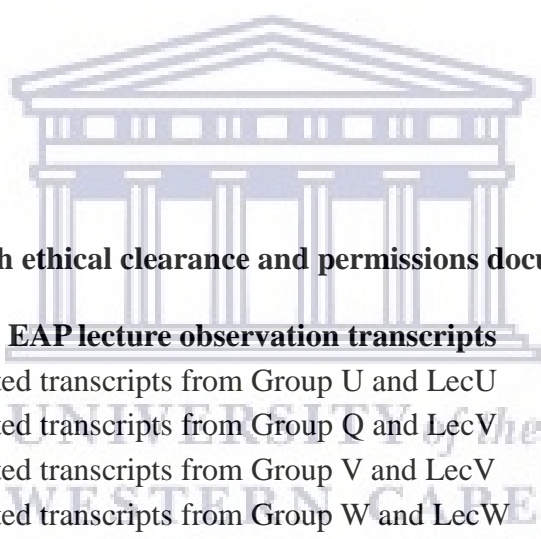 h ethical clearance and permissions docu
EAP lecture observation transcripts
ted transcripts from Group U and LecU
ted transcripts from Group Q and LecV
UNIVERSITY of the
ted transcripts from Group V and LecV
ted transcripts from Group W and LecW
WESTERN CAPE